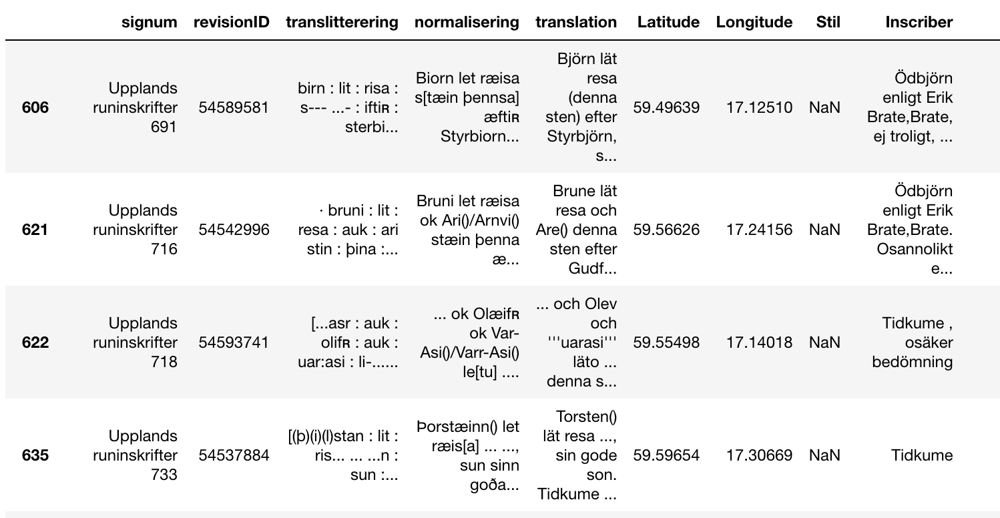 signum revisionID translitterering normalisering translation Latitude Longitude Stil Inscriber
606
Upplands
runinskrifter
691
54589581
birn : lit : risa :
s--- ...- : iftiʀ :
sterbi...
Biorn let ræisa
s[tæin þennsa]
æftiʀ
Styrbiorn...
Björn lät
resa
(denna
sten) efter
Styrbjörn,
s...
59.49639
17.12510
NaN
Ödbjörn
enligt Erik
Brate,Brate,
ej troligt, ...
621
Upplands
runinskrifter
716
54542996
· bruni : lit :
resa : auk : ari
stin : þina :...
Bruni let ræisa
ok Ari()/Arnvi()
stæin þenna
æ...
Brune lät
resa och
Are() denna
sten efter
Gudf...
59.56626
17.24156
NaN
Ödbjörn
enligt Erik
Brate,Brate.
Osannolikt
e...
622
Upplands
runinskrifter
718
54593741
[...asr : auk :
olifʀ : auk :
uar:asi : li-......
... ok Olæifʀ
ok Var-
Asi()/Varr-Asi()
le[tu] ....
... och Olev
och
'''uarasi'''
läto ...
denna s...
59.55498
17.14018
NaN
Tidkume ,
osäker
bedömning
635
Upplands
runinskrifter
733
54537884
[(þ)(i)(l)stan : lit :
ris... ... ...n :
sun :...
Þorstæinn() let
ræis[a] ... ...,
sun sinn
goða...
Torsten()
lät resa ...,
sin gode
son.
Tidkume ...
59.59654
17.30669
NaN
Tidkume